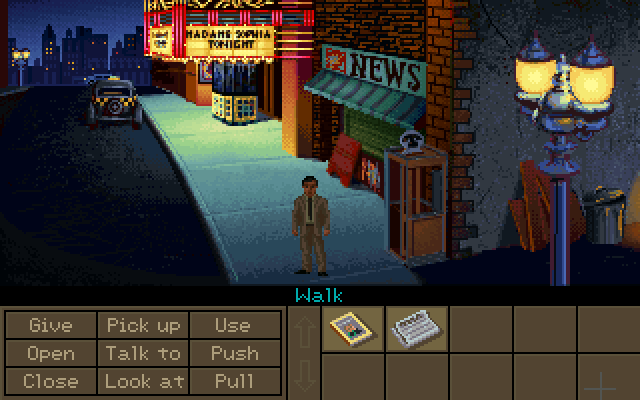 MADAME SOPHIA
TONIGHT
NEWS
Walk
Give
Pick up
Use
Open
Talk to
Push
Close
Look at
Pull